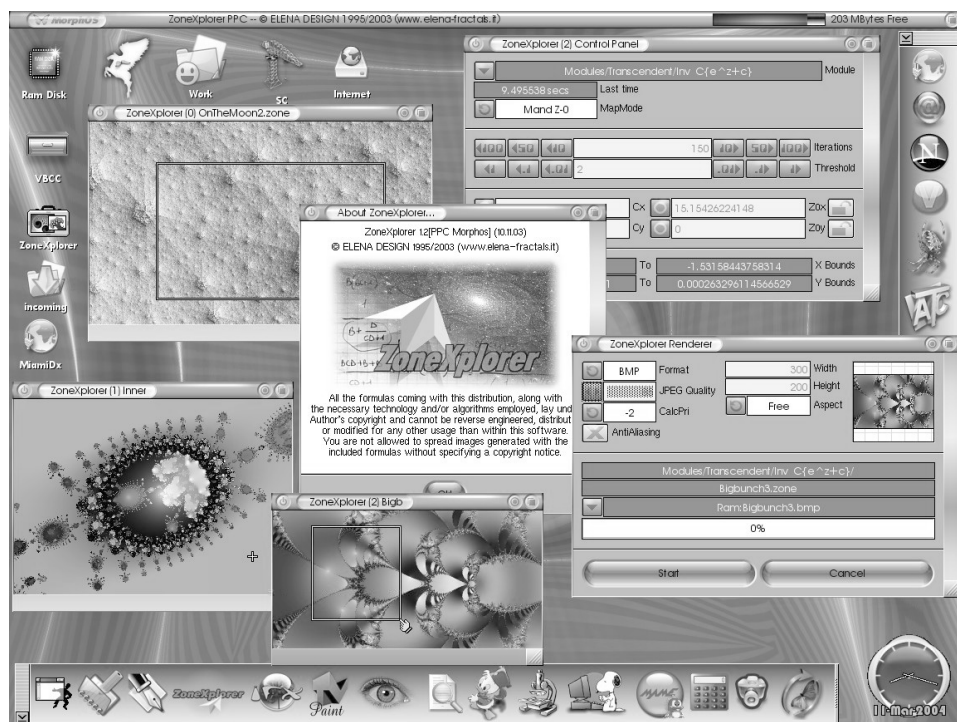 MorphOS
ZoneXplorer PPC -- © ELENA DESIGN 1995/2003 (www.elena-fractals.it)
203 MBytes Free
Ram Disk
Work
SC
Internet
VBCC
ZoneXplorer
incoming
MiamiDx
ZoneXplorer (0) OnTheMoon2.zone
ZoneXplorer (2) Control Panel
Modules/Transcendent/Inv C{e^z+c}
Module
9.495538 secs
Last time
Mand Z-0
MapMode
150
Iterations
2
Threshold
Cx
15.15426224148
Z0x
Cy
0
Z0y
To
-1.53158443758314
X Bounds
To
0.000263296114566529
Y Bounds
About ZoneXplorer...
ZoneXplorer 1.2[PPC Morphos] (10.11.03)
© ELENA DESIGN 1995/2003 (www.elena-fractals.it)
ZoneXplorer
All the formulas coming with this distribution, along with
the necessary technology and/or algorithms employed, lay
Author's copyright and cannot be reverse engineered,
or modified for any other usage than within this software.
You are not allowed to spread images generated with the
included formulas without specifying a copyright notice.
ZoneXplorer (1) Inner
ZoneXplorer (2) Bigb
ZoneXplorer Renderer
BMP
Format
300
Width
JPEG Quality
200
Height
-2
CalcPri
Free
Aspect
AntiAliasing
Modules/Transcendent/Inv C{e^z+c}/
Bigbunch3.zone
Ram:Bigbunch3.bmp
0%
Start
Cancel
@
N
ATC
ZoneXplorer
Paint
MAME
11-Mar-2004